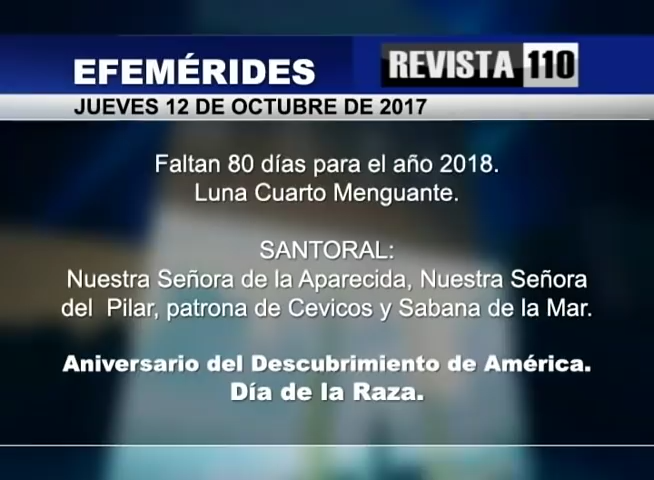 EFEMÉRIDES
REVISTA 110
JUEVES 12 DE OCTUBRE DE 2017
Faltan 80 días para el año 2018.
Luna Cuarto Menguante.
SANTORAL:
Nuestra Señora de la Aparecida, Nuestra Señora
del Pilar, patrona de Cevicos y Sabana de la Mar.
Aniversario del Descubrimiento de América.
Día de la Raza.